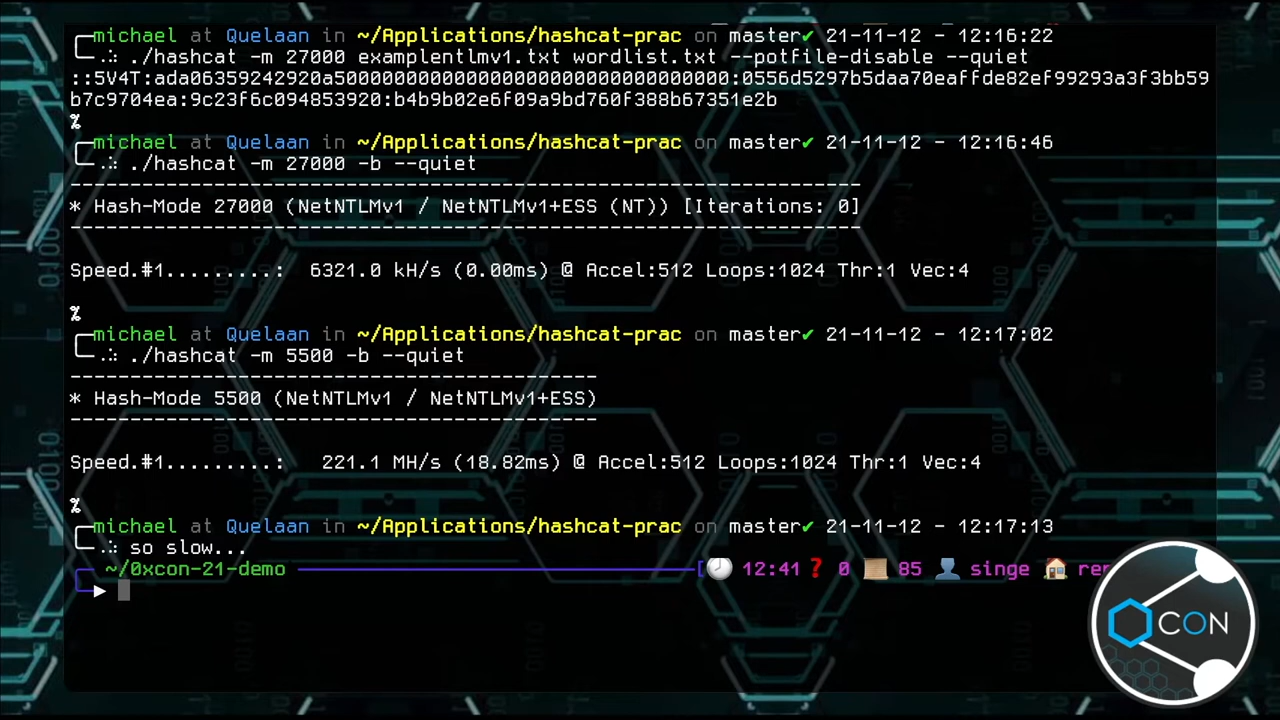 michael at Quelaan in ~/Applications/hashcat-prac on master✔ 21-11-12 - 12:16:22
./hashcat -m 27000 examplentlmv1.txt wordlist.txt --potfile-disable --quiet
::5V4T:ada06359242920a500000000000000000000000000000000:0556d5297b5daa70eaffde82ef99293a3f3bb59
b7c9704ea:9c23f6c094853920:b4b9b02e6f09a9bd760f388b67351e2b
%
michael at Quelaan in ~/Applications/hashcat-prac on master✔ 21-11-12 - 12:16:46
./hashcat -m 27000 -b --quiet
------------------------------------------------------------------
* Hash-Mode 27000 (NetNTLMv1 / NetNTLMv1+ESS (NT)) [Iterations: 0]
------------------------------------------------------------------
Speed.#1.........:  6321.0 kH/s (0.00ms) @ Accel:512 Loops:1024 Thr:1 Vec:4
%
michael at Quelaan in ~/Applications/hashcat-prac on master✔ 21-11-12 - 12:17:02
./hashcat -m 5500 -b --quiet
--------------------------------------------
* Hash-Mode 5500 (NetNTLMv1 / NetNTLMv1+ESS)
--------------------------------------------
Speed.#1.........:   221.1 MH/s (18.82ms) @ Accel:512 Loops:1024 Thr:1 Vec:4
%
michael at Quelaan in ~/Applications/hashcat-prac on master✔ 21-11-12 - 12:17:13
so slow...
~/0xcon-21-demo [ 12:41 ❓ 0 85 singe
CON